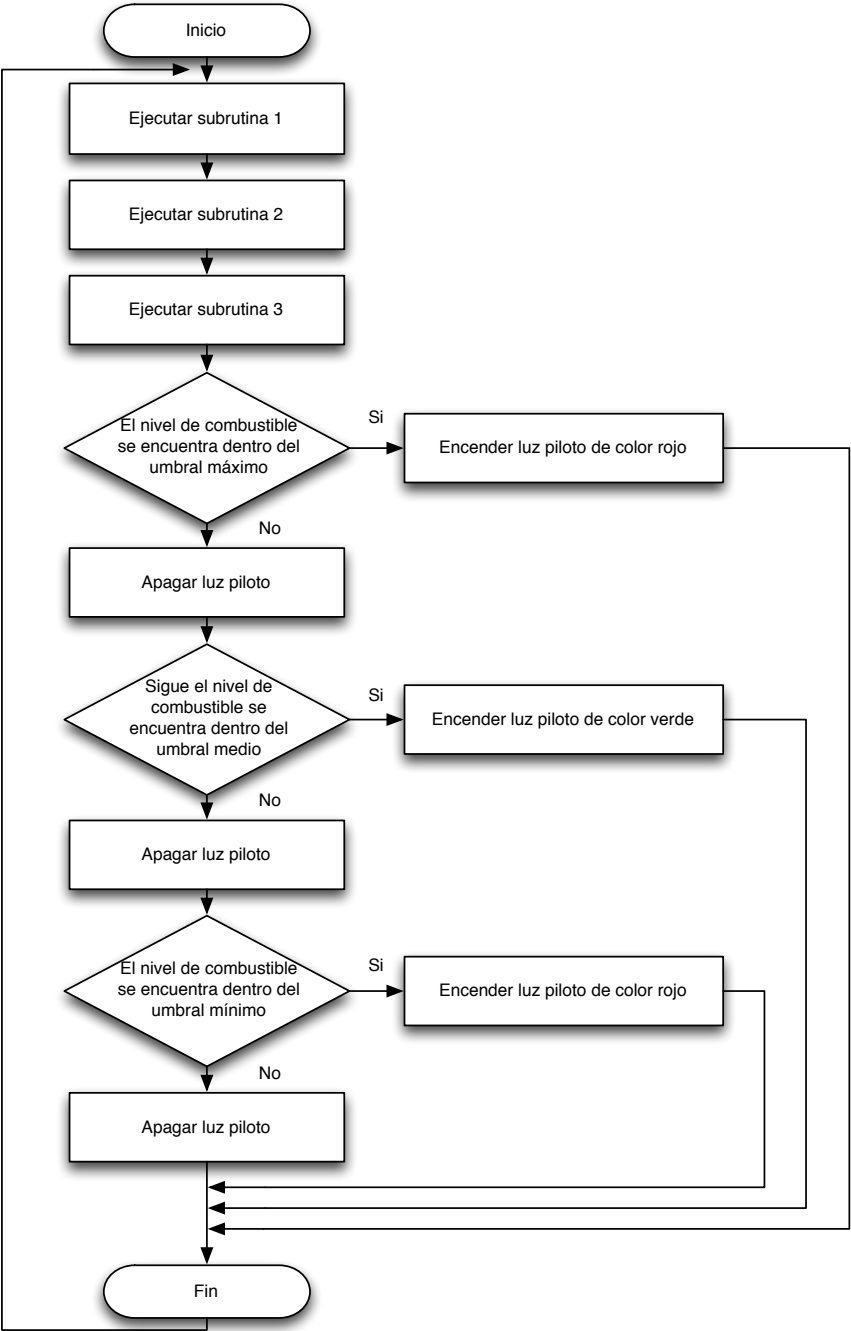 Inicio
Ejecutar subrutina 1
Ejecutar subrutina 2
Ejecutar subrutina 3
El nivel de combustible
se encuentra dentro del
umbral máximo
Si
Encender luz piloto de color rojo
No
Apagar luz piloto
Sigue el nivel de
combustible se
encuentra dentro del
umbral medio
Si
Encender luz piloto de color verde
No
Apagar luz piloto
El nivel de combustible
se encuentra dentro del
umbral mínimo
Si
Encender luz piloto de color rojo
No
Apagar luz piloto
Fin